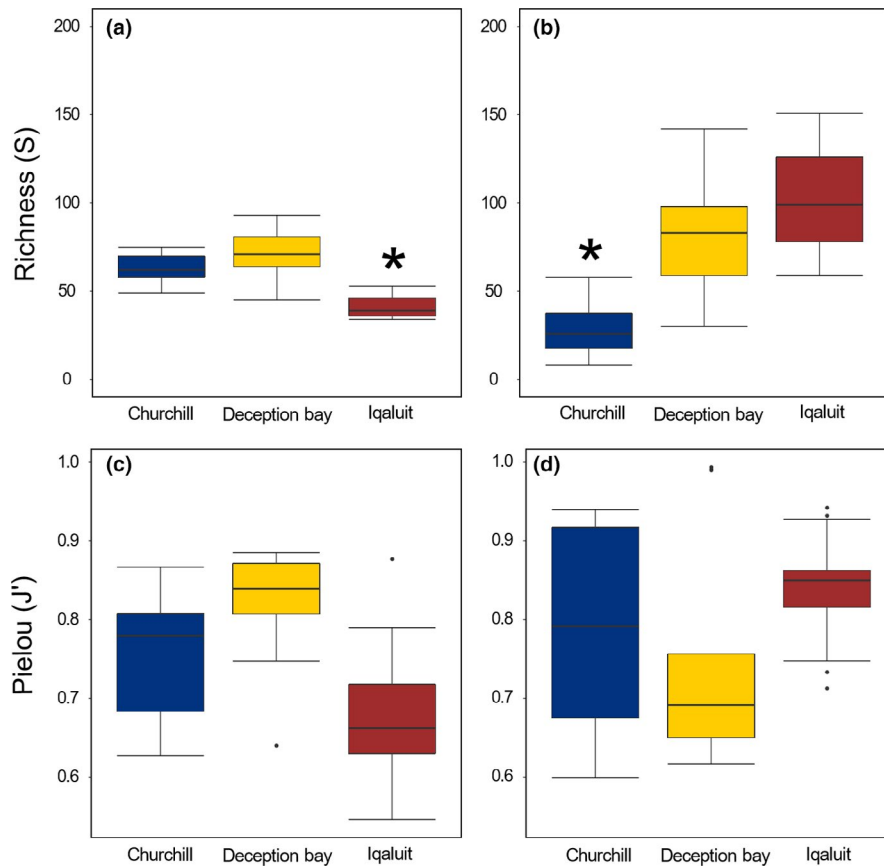 (a)
(b)
Richness (S)
200
150
100
50
0
200
150
100
50
0
*
*
Churchill Deception bay Iqaluit
Churchill Deception bay Iqaluit
(c)
(d)
Pielou (J')
1.0
0.9
0.8
0.7
0.6
1.0
0.9
0.8
0.7
0.6
Churchill Deception bay Iqaluit
Churchill Deception bay Iqaluit